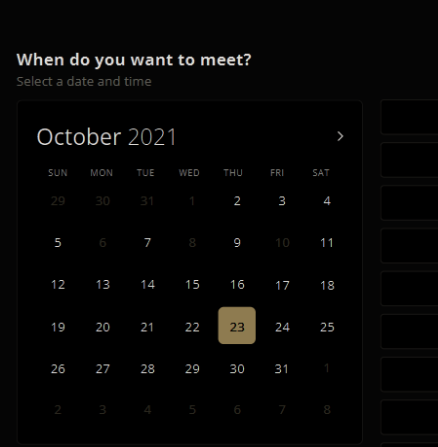 When do you want to meet?
Select a date and time
October 2021
SUN MON TUE WED THU FRI SAT
29 30 31 1 2 3 4
5 6 7 8 9 10 11
12 13 14 15 16 17 18
19 20 21 22 23 24 25
26 27 28 29 30 31 1
2 3 4 5 6 7 8